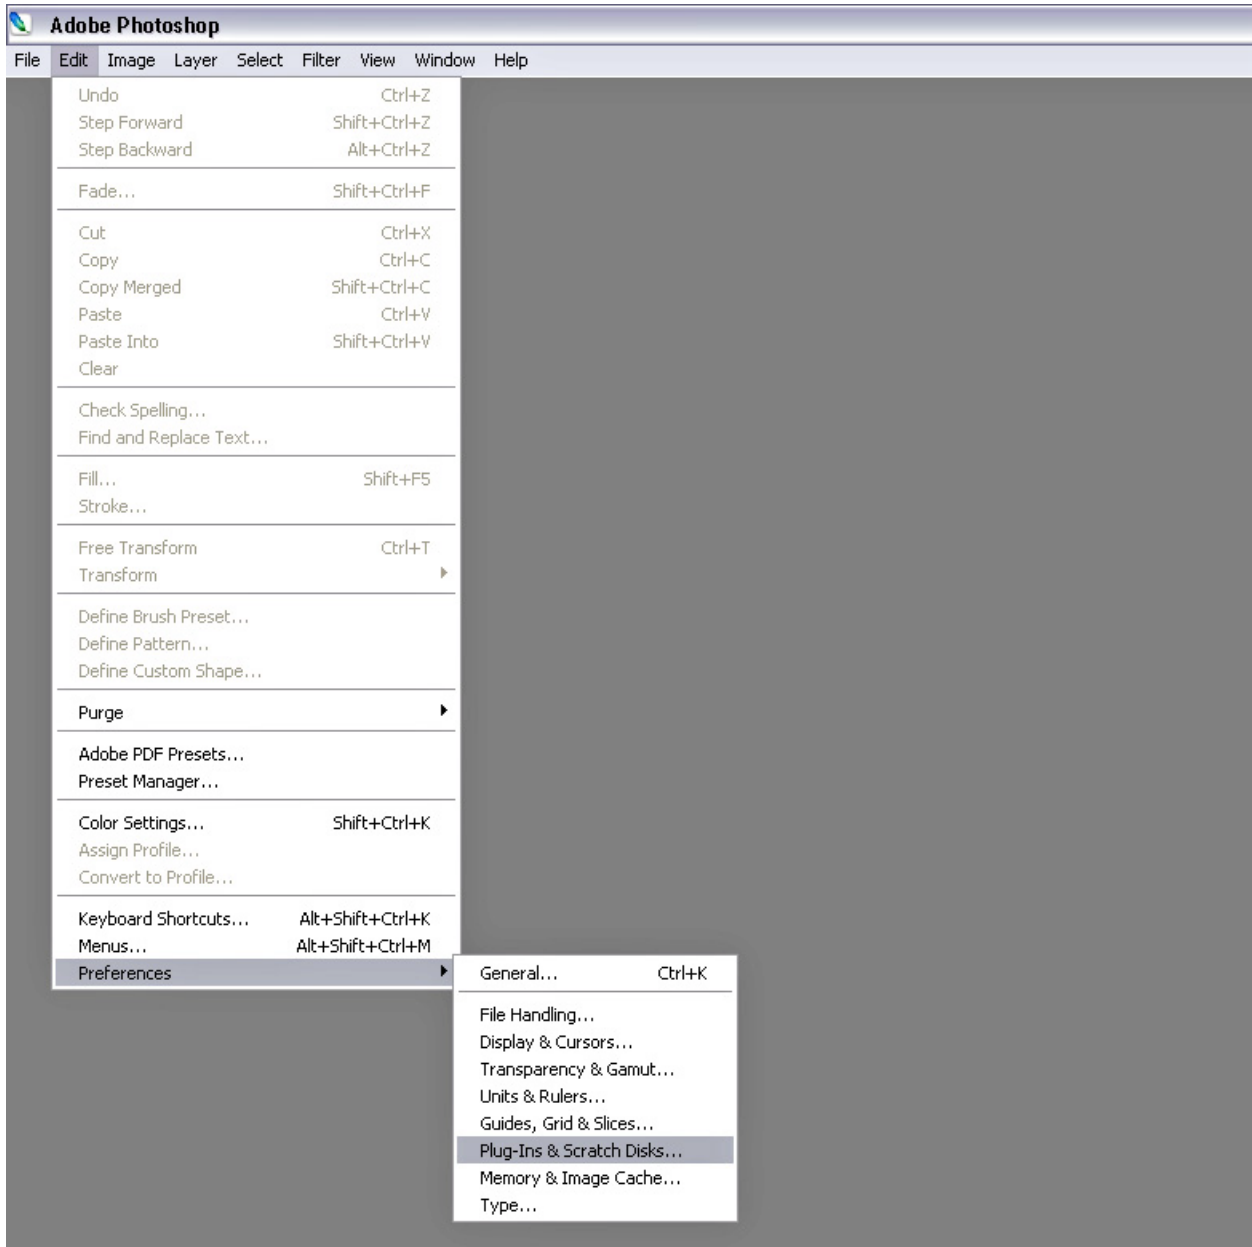 Adobe Photoshop
File Edit Image Layer Select Filter View Window Help
Undo Ctrl+Z
Step Forward Shift+Ctrl+Z
Step Backward Alt+Ctrl+Z
Fade... Shift+Ctrl+F
Cut Ctrl+X
Copy Ctrl+C
Copy Merged Shift+Ctrl+C
Paste Ctrl+V
Paste Into Shift+Ctrl+V
Clear
Check Spelling...
Find and Replace Text...
Fill... Shift+F5
Stroke...
Free Transform Ctrl+T
Transform
Define Brush Preset...
Define Pattern...
Define Custom Shape...
Purge
Adobe PDF Presets...
Preset Manager...
Color Settings... Shift+Ctrl+K
Assign Profile...
Convert to Profile...
Keyboard Shortcuts... Alt+Shift+Ctrl+K
Menus... Alt+Shift+Ctrl+M
Preferences
General... Ctrl+K
File Handling...
Display & Cursors...
Transparency & Gamut...
Units & Rulers...
Guides, Grid & Slices...
Plug-Ins & Scratch Disks...
Memory & Image Cache...
Type...